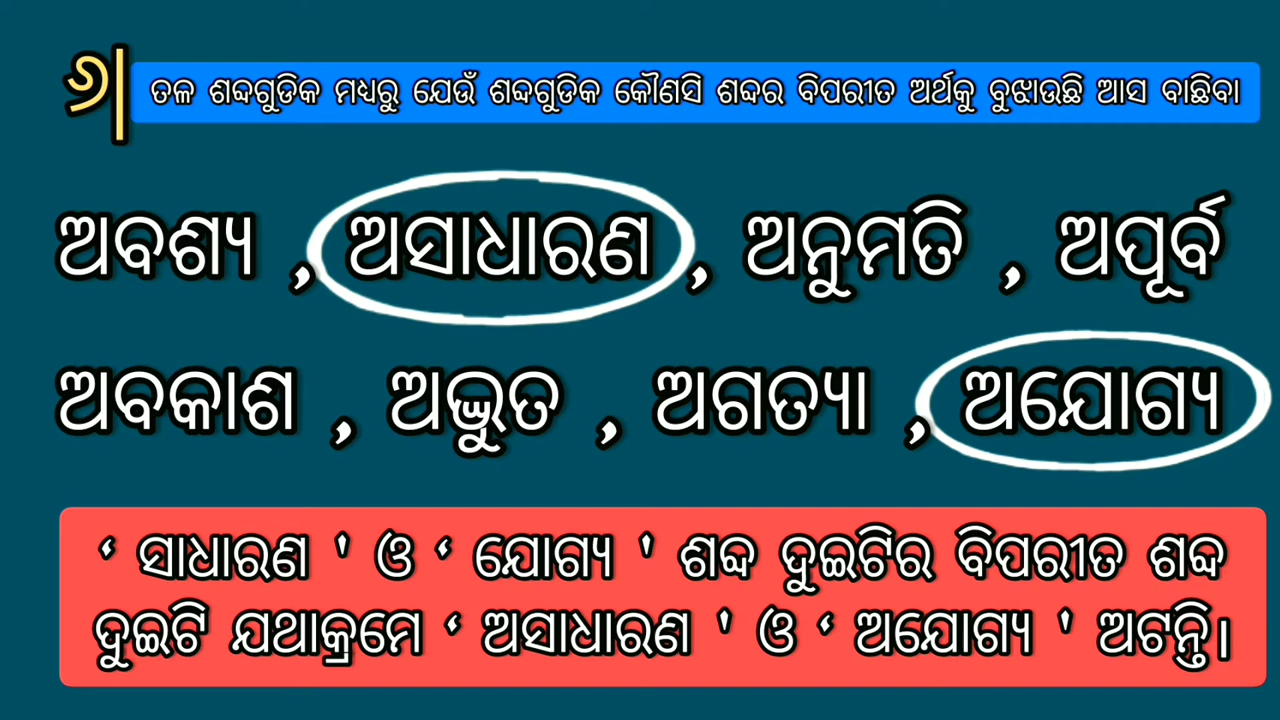 ୬| ତଳ ଶବ୍ଦଗୁଡିକ ମଧ୍ୟରୁ ଯେଉଁ ଶବ୍ଦଗୁଡିକ କୌଣସି ଶବ୍ଦର ବିପରୀତ ଅର୍ଥକୁ ବୁଝାଉଛି ଆସ ବାଛିବା
ଅବଶ୍ୟ , ଅସାଧାରଣ , ଅନୁମତି , ଅପୂର୍ବ
ଅବକାଶ , ଅଦ୍ଭୁତ , ଅଗତ୍ୟା , ଅଯୋଗ୍ୟ
‘ ସାଧାରଣ ' ଓ ‘ ଯୋଗ୍ୟ ' ଶବ୍ଦ ଦୁଇଟିର ବିପରୀତ ଶବ୍ଦ
ଦୁଇଟି ଯଥାକ୍ରମେ ‘ ଅସାଧାରଣ ' ଓ ‘ ଅଯୋଗ୍ୟ ' ଅଟନ୍ତି।